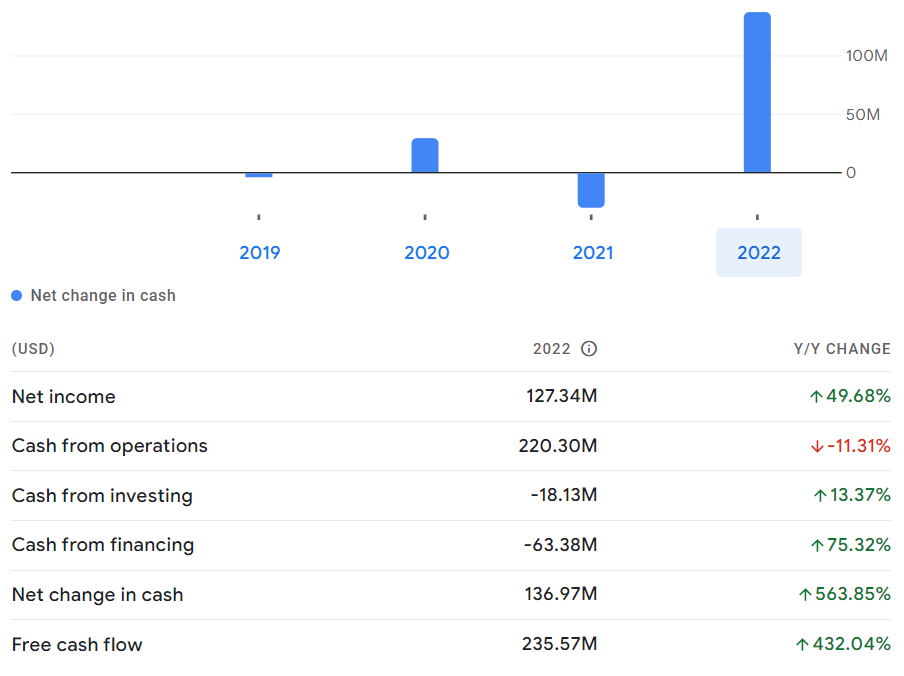 100M
50M
0
2019 2020 2021 2022
Net change in cash
(USD) 2022 Y/Y CHANGE
Net income 127.34M ↑49.68%
Cash from operations 220.30M ↓-11.31%
Cash from investing -18.13M ↑13.37%
Cash from financing -63.38M ↑75.32%
Net change in cash 136.97M ↑563.85%
Free cash flow 235.57M ↑432.04%